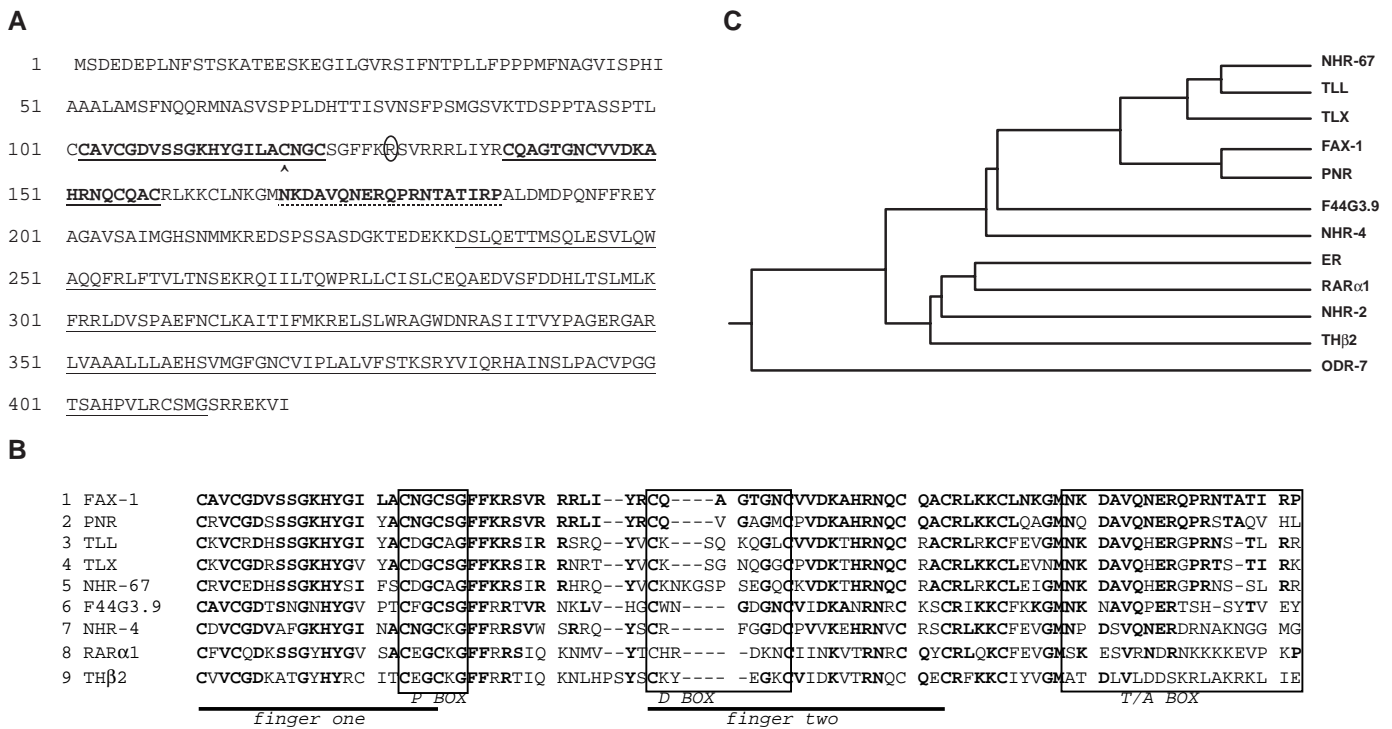 A
1 MSDEDEPLNFSTSKATEESKEGILGVRSIFNTPLLFPPPMFNAGVISPHI
51 AAALAMSFNQQRMNASVSPPLDHTTISVNSFPSMGSVKTDSPPTASSPTL
101 CCAVCGDVSSGKHYGILACNGCSGFFKRSVRRRLIYRCQAGTGNCVVDKA
^
151 HRNQCQACRLKKCLNKGMNKDAVQNERQPRNTATIRPALDMDPQNFFREY
201 AGAVSAIMGHSNMMKREDSPSSASDGKTEDEKKDSLQETTMSQLESVLQW
251 AQQFRLFTVLTNSEKRQIILTQWPRLLCISLCEQAEDVSFDDHLTSLMLK
301 FRRLDVSPAEFNCLKAITIFMKRELSLWRAGWDNRASIITVYPAGERGAR
351 LVAAALLLAEHSVMGFGNCVIPLALVFSTKSRYVIQRHAINSLPACVPGG
401 TSAHPVLRCSMGSRREKVI
C
NHR-67
TLL
TLX
FAX-1
PNR
F44G3.9
NHR-4
ER
RARα1
NHR-2
THβ2
ODR-7
B
1 FAX-1 CAVCGDVSSGKHYGI LACNGCSGFFKRSVR RRLI--YRCQ----A GTGNCVVDKAHRNQC QACRLKKCLNKGMNK DAVQNERQPRNTATI RP
2 PNR CRVCGDSSSGKHYGI YACNGCSGFFKRSVR RRLI--YRCQ----V GAGMCPVDKAHRNQC QACRLKKCLQAGMNQ DAVQNERQPRSTAQV HL
3 TLL CKVCRDHSSGKHYGI YACDGCAGFFKRSIR RSRQ--YVCK---SQ KQGLCVVDKTHRNQC RACRLRKCFEVGMNK DAVQHERGPRNS-TL RR
4 TLX CKVCGDRSSGKHYGV YACDGCSGFFKRSIR RNRT--YVCK---SG NQGGCPVDKTHRNQC RACRLKKCLEVNMNK DAVQHERGPRTS-TI RK
5 NHR-67 CRVCEDHSSGKHYSI FSCDGCAGFFKRSIR RHRQ--YVCKNKGSP SEGQCKVDKTHRNQC RACRLRKCLEIGMNK DAVQHERGPRNS-SL RR
6 F44G3.9 CAVCGDTSNGNHYGV PTCFGCSGFFRRTVR NKLV--HGCWN---- GDGNCVIDKANRNRC KSCRIKKCFKKGMNK NAVQPERTSH-SYTV EY
7 NHR-4 CDVCGDVAFGKHYGI NACNGCKGFFRRSVW SRRQ--YSCR----- FGGDCPVVKEHRNVC RSCRLKKCFEVGMNP DSVQNERDRNAKNGG MG
8 RARα1 CFVCQDKSSGYHYGV SACEGCKGFFRRSIQ KNMV--YTCHR---- -DKNCIINKVTRNRC QYCRLQKCFEVGMSK ESVRNDRNKKKKEVP KP
9 THβ2 CVVCGDKATGYHYRC ITCEGCKGFFRRTIQ KNLHPSYSCKY---- -EGKCVIDKVTRNQC QECRFKKCIYVGMAT DLVLDDSKRLAKRKL IE
P BOX D BOX T/A BOX
finger one finger two